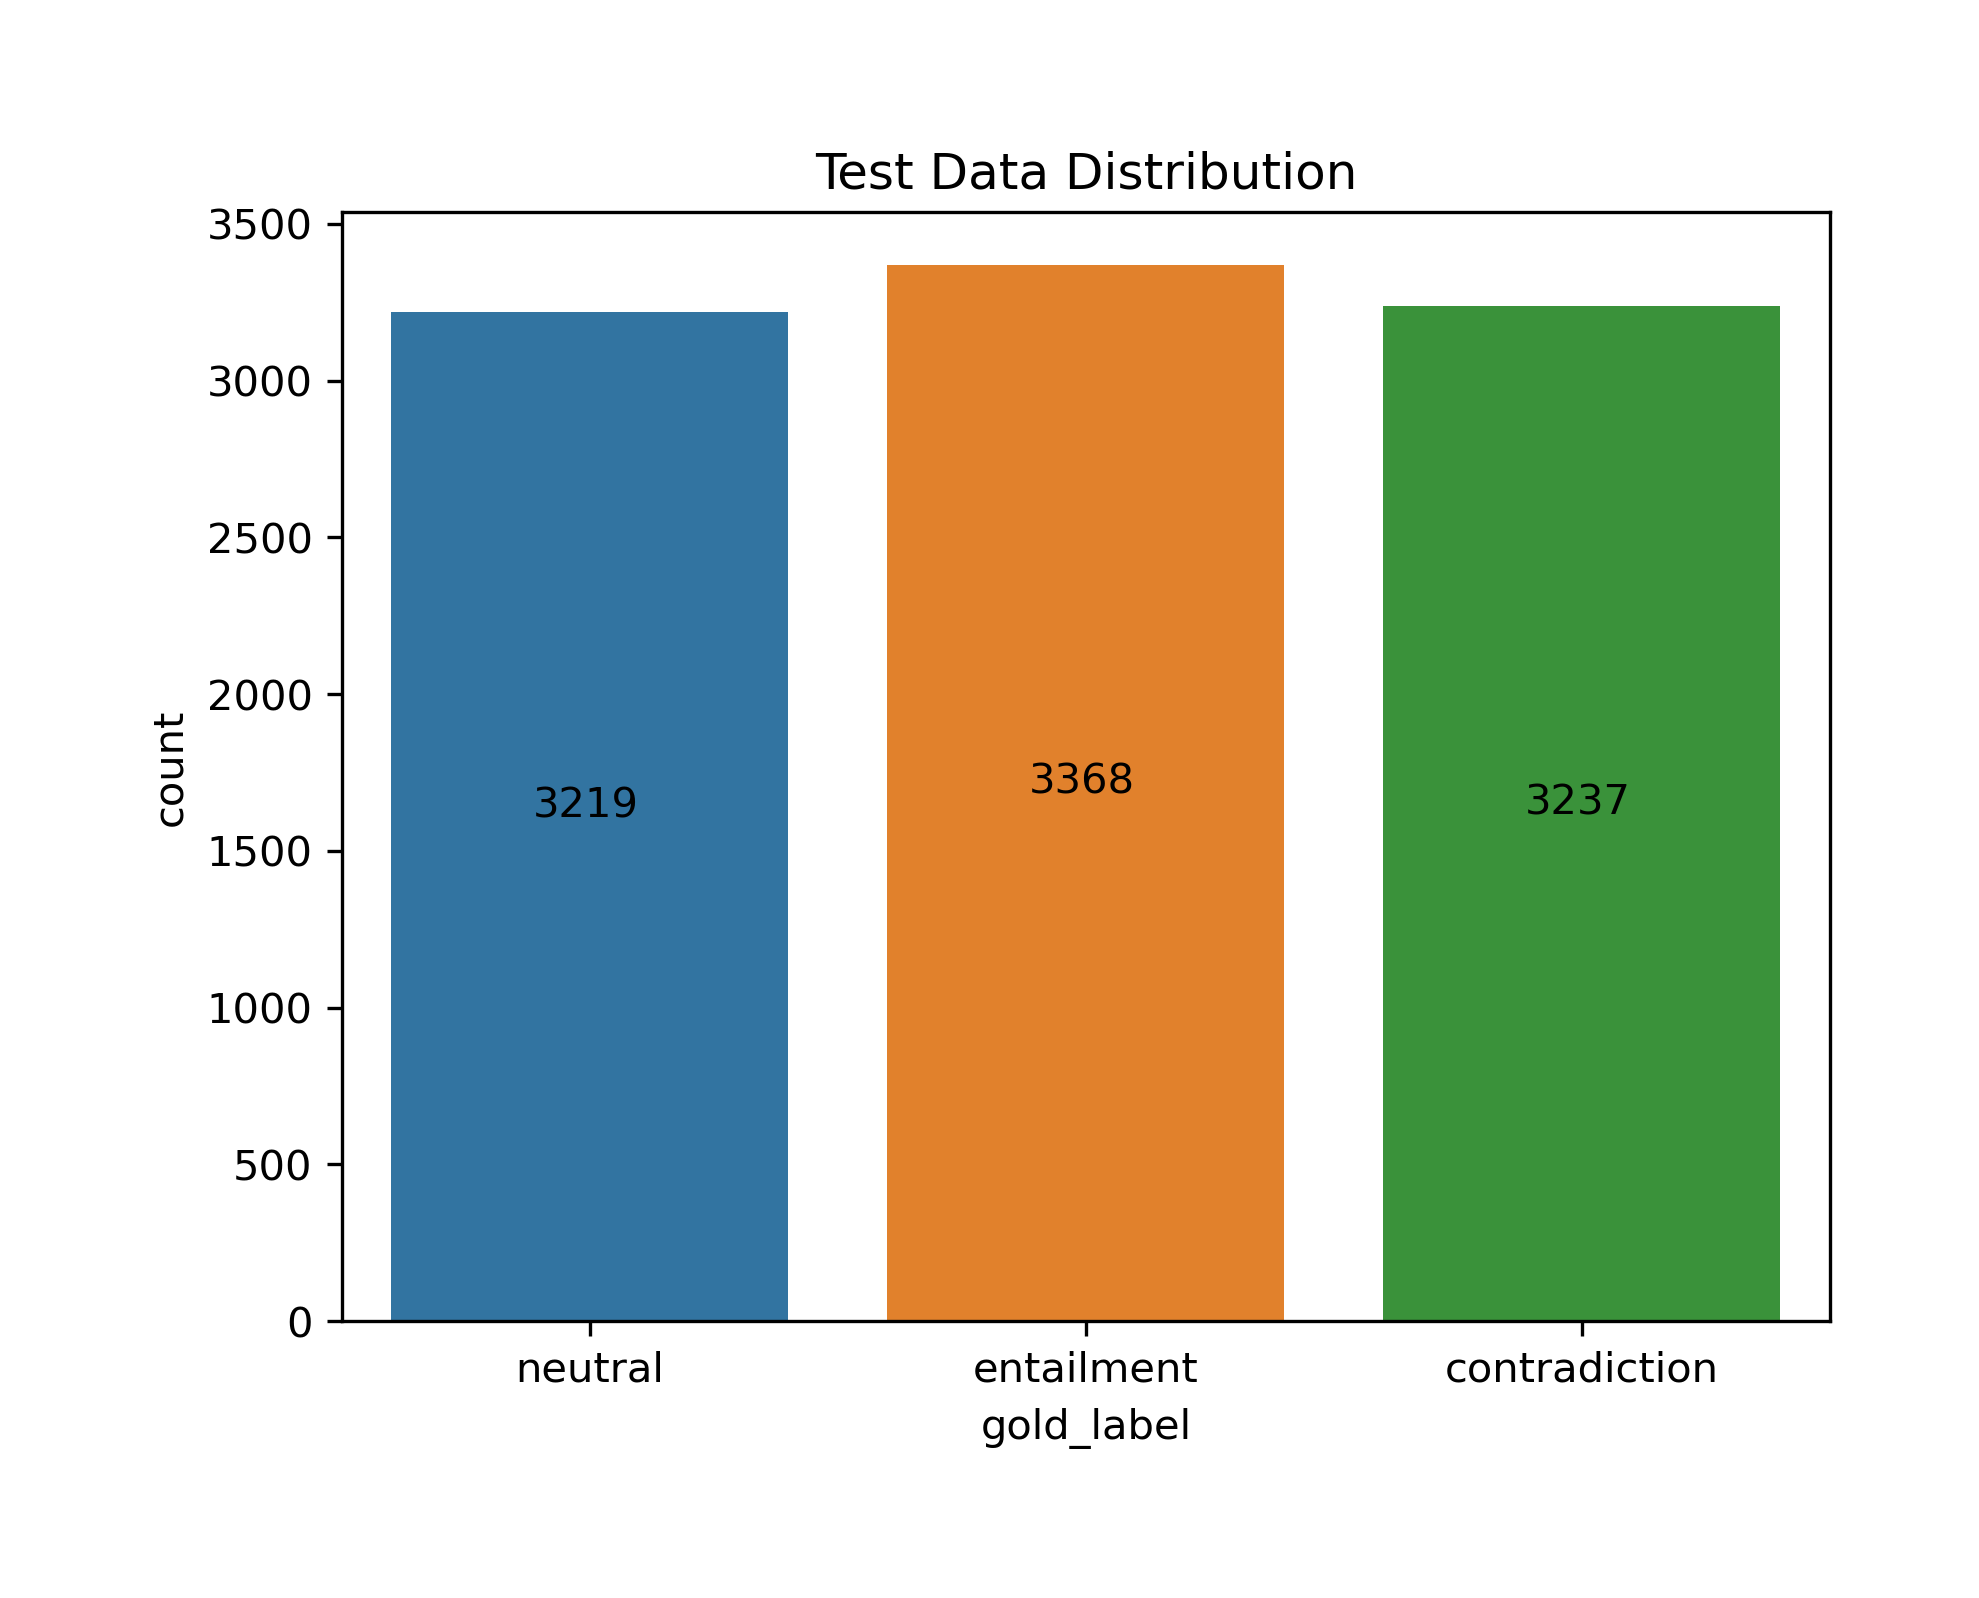 Test Data Distribution
3500
3000
2500
2000
1500
1000
500
0
count
3219
3368
3237
neutral
entailment
contradiction
gold_label